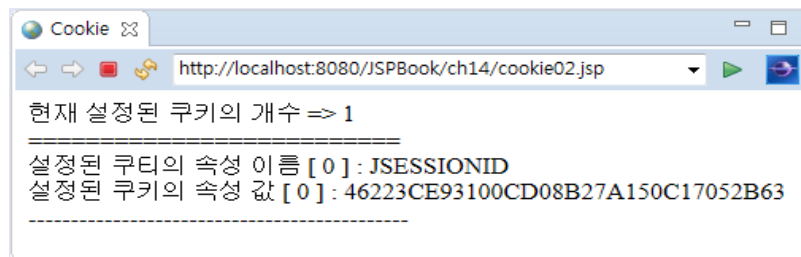 Cookie
http://localhost:8080/JSPBook/ch14/cookie02.jsp
현재 설정된 쿠키의 개수 => 1
==========================
설정된 쿠티의 속성 이름 [ 0 ] : JSESSIONID
설정된 쿠키의 속성 값 [ 0 ] : 46223CE93100CD08B27A150C17052B63
---------------------------------------------